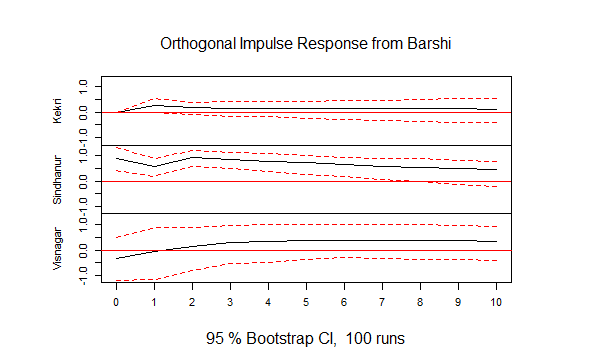 Orthogonal Impulse Response from Barshi
Kekri
-1.0 0.0 1.0
Sindhanur
-1.0 0.0 1.0
Visnagar
-1.0 0.0 1.0
0 1 2 3 4 5 6 7 8 9 10
95 % Bootstrap CI, 100 runs